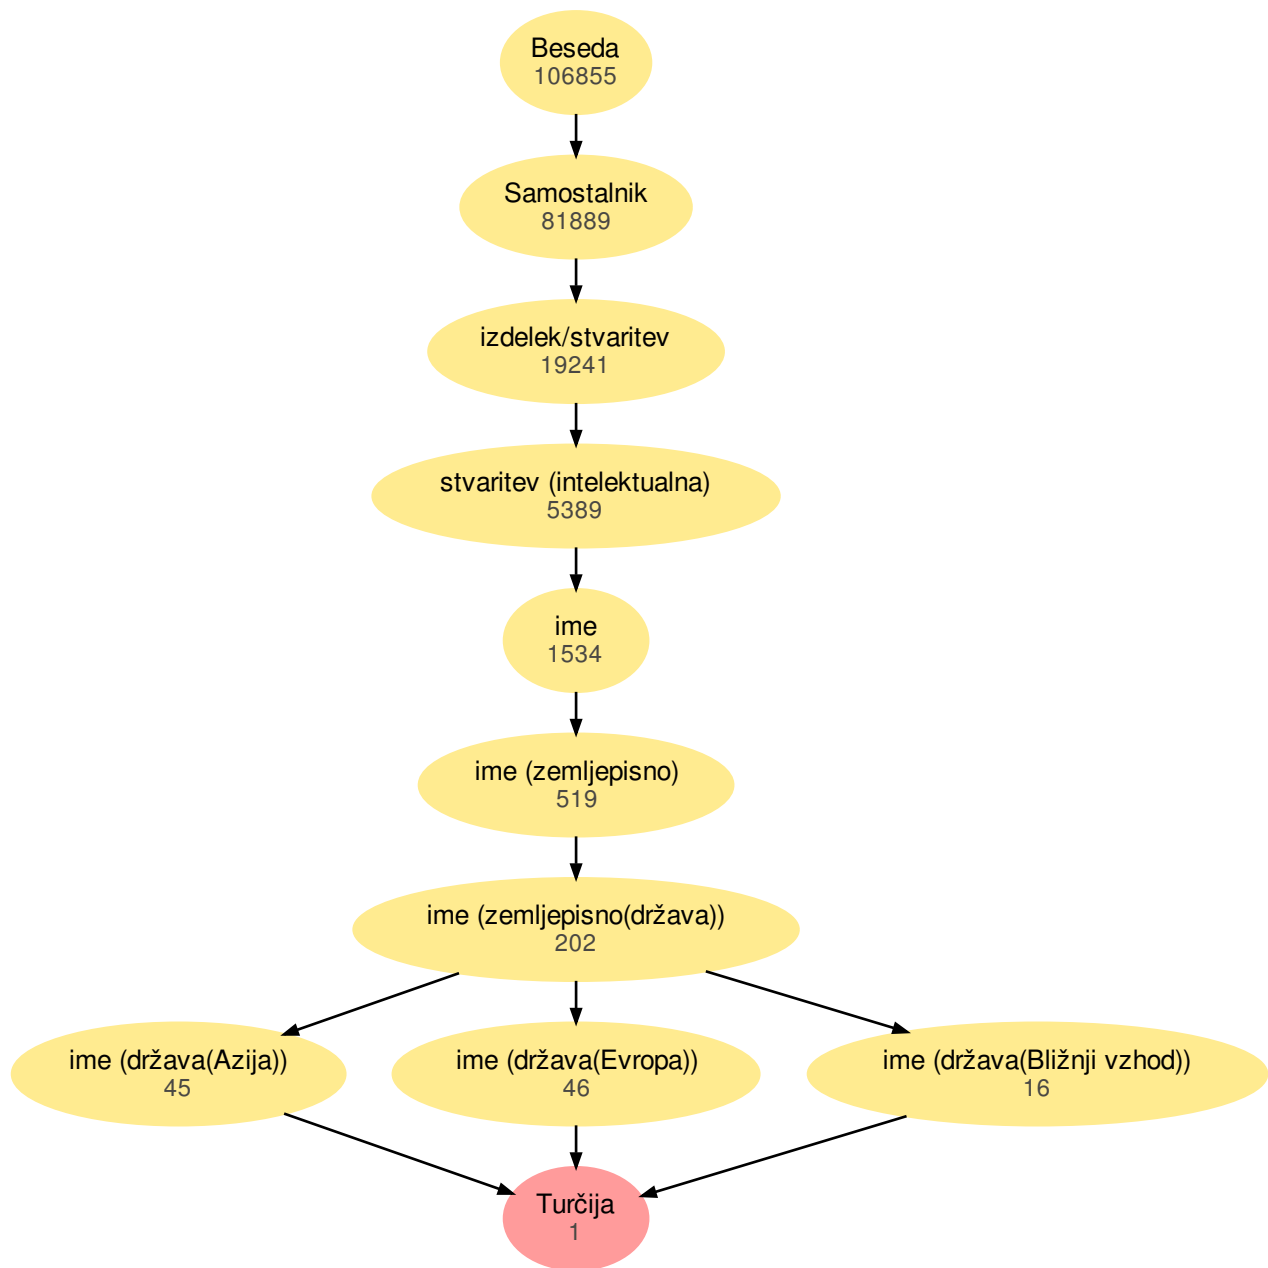 Beseda
106855
Samostalnik
81889
izdelek/stvaritev
19241
stvaritev (intelektualna)
5389
ime
1534
ime (zemljepisno)
519
ime (zemljepisno(država))
202
ime (država(Azija))
45
ime (država(Evropa))
46
ime (država(Bližnji vzhod))
16
Turčija
1